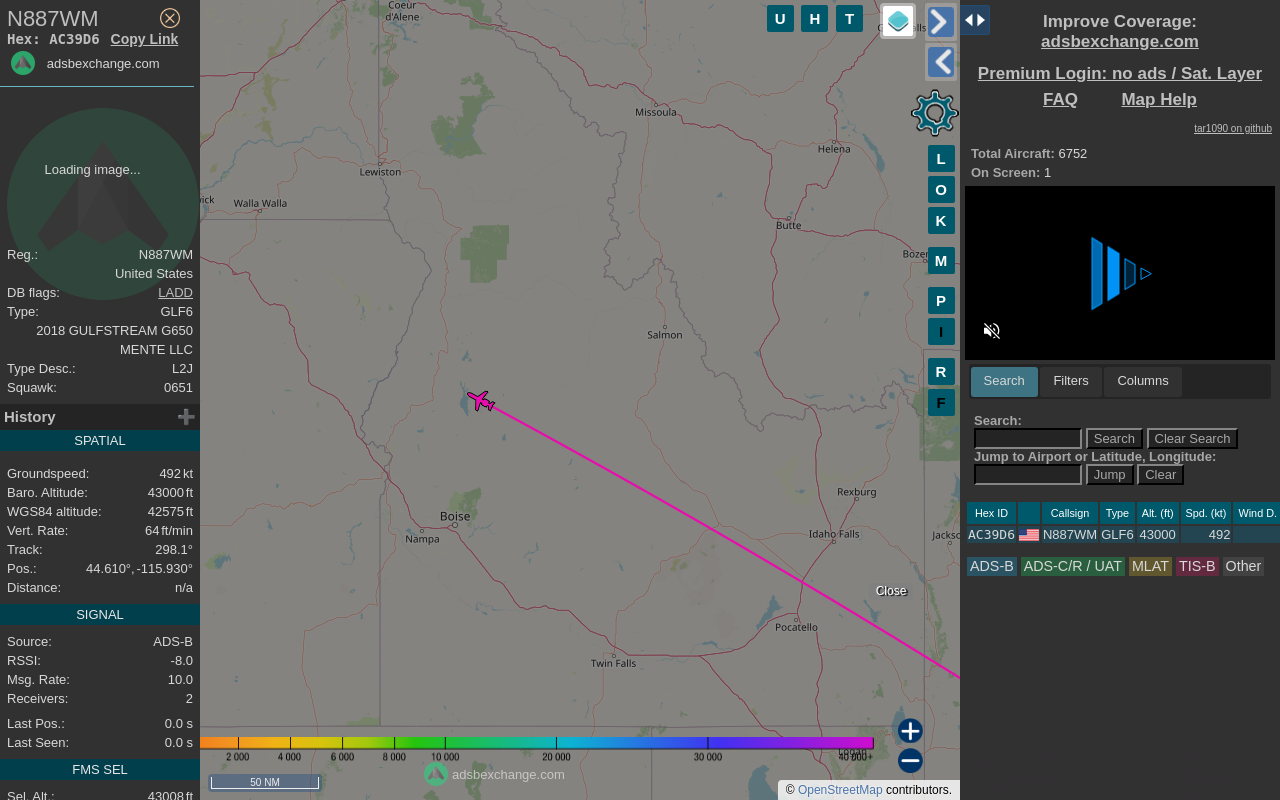 N887WM
Hex: AC39D6 Copy Link
adsbexchange.com
Loading image...
Reg.: N887WM
United States
DB flags: LADD
Type: GLF6
2018 GULFSTREAM G650
MENTE LLC
Type Desc.: L2J
Squawk: 0651
History
SPATIAL
Groundspeed: 492 kt
Baro. Altitude: 43000 ft
WGS84 altitude: 42575 ft
Vert. Rate: 64 ft/min
Track: 298.1°
Pos.: 44.610°, -115.930°
Distance: n/a
SIGNAL
Source: ADS-B
RSSI: -8.0
Msg. Rate: 10.0
Receivers: 2
Last Pos.: 0.0 s
Last Seen: 0.0 s
FMS SEL
Sel. Alt.: 43008 ft
Coeur
d'Alene
Missoula
Helena
Lewiston
Walla Walla
Butte
Salmon
Rexburg
Boise
Nampa
Idaho Falls
Pocatello
Twin Falls
Close
U H T
L
O
K
M
P
I
R
F
2 000 4 000 6 000 8 000 10 000 20 000 30 000 40 000+
50 NM
adsbexchange.com
© OpenStreetMap contributors.
Improve Coverage:
adsbexchange.com
Premium Login: no ads / Sat. Layer
FAQ Map Help
tar1090 on github
Total Aircraft: 6752
On Screen: 1
Search Filters Columns
Search:
Search Clear Search
Jump to Airport or Latitude, Longitude:
Jump Clear
Hex ID Callsign Type Alt. (ft) Spd. (kt) Wind D.
AC39D6 N887WM GLF6 43000 492
ADS-B ADS-C/R / UAT MLAT TIS-B Other